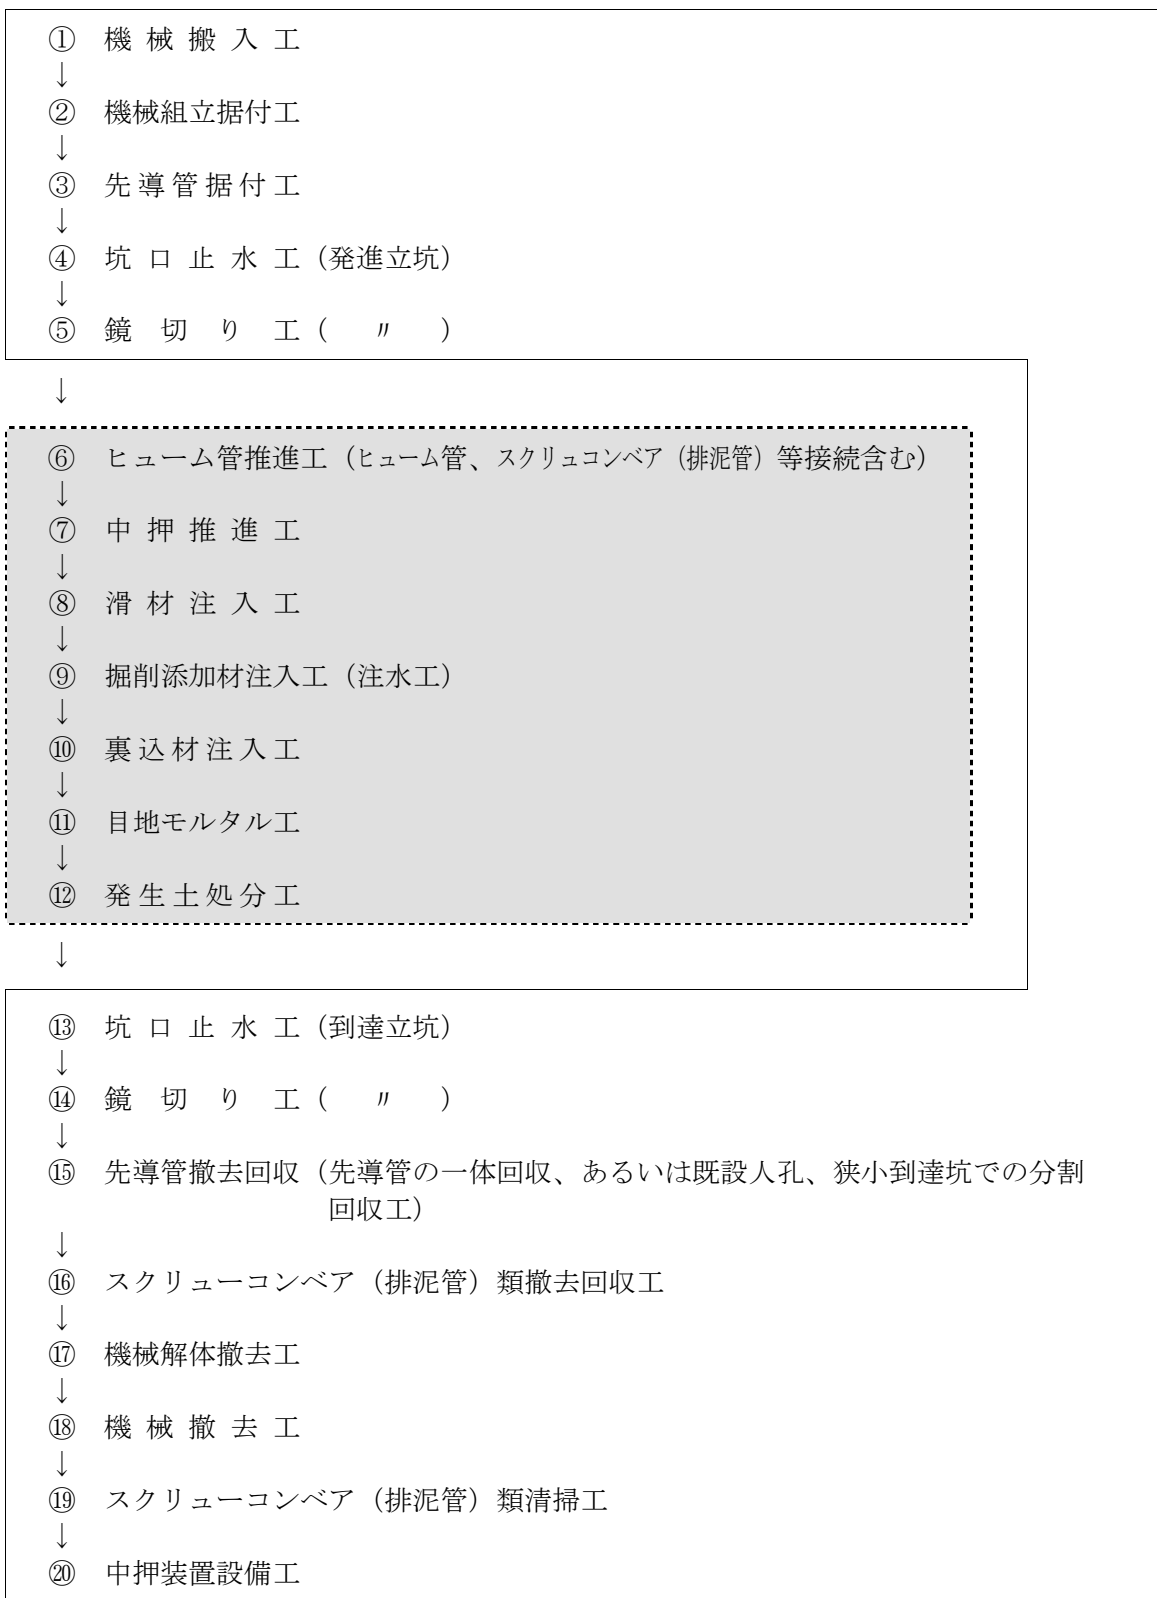 ① 機械搬入工
↓
② 機械組立据付工
↓
③ 先導管据付工
↓
④ 坑口止水工（発進立坑）
↓
⑤ 鏡切り工（　〃　）
↓
⑥ ヒューム管推進工（ヒューム管、スクリュコンベア（排泥管）等接続含む）
↓
⑦ 中押推進工
↓
⑧ 滑材注入工
↓
⑨ 掘削添加材注入工（注水工）
↓
⑩ 裏込材注入工
↓
⑪ 目地モルタル工
↓
⑫ 発生土処分工
↓
⑬ 坑口止水工（到達立坑）
↓
⑭ 鏡切り工（　〃　）
↓
⑮ 先導管撤去回収（先導管の一体回収、あるいは既設人孔、狭小到達坑での分割
回収工）
↓
⑯ スクリューコンベア（排泥管）類撤去回収工
↓
⑰ 機械解体撤去工
↓
⑱ 機械撤去工
↓
⑲ スクリューコンベア（排泥管）類清掃工
↓
⑳ 中押装置設備工